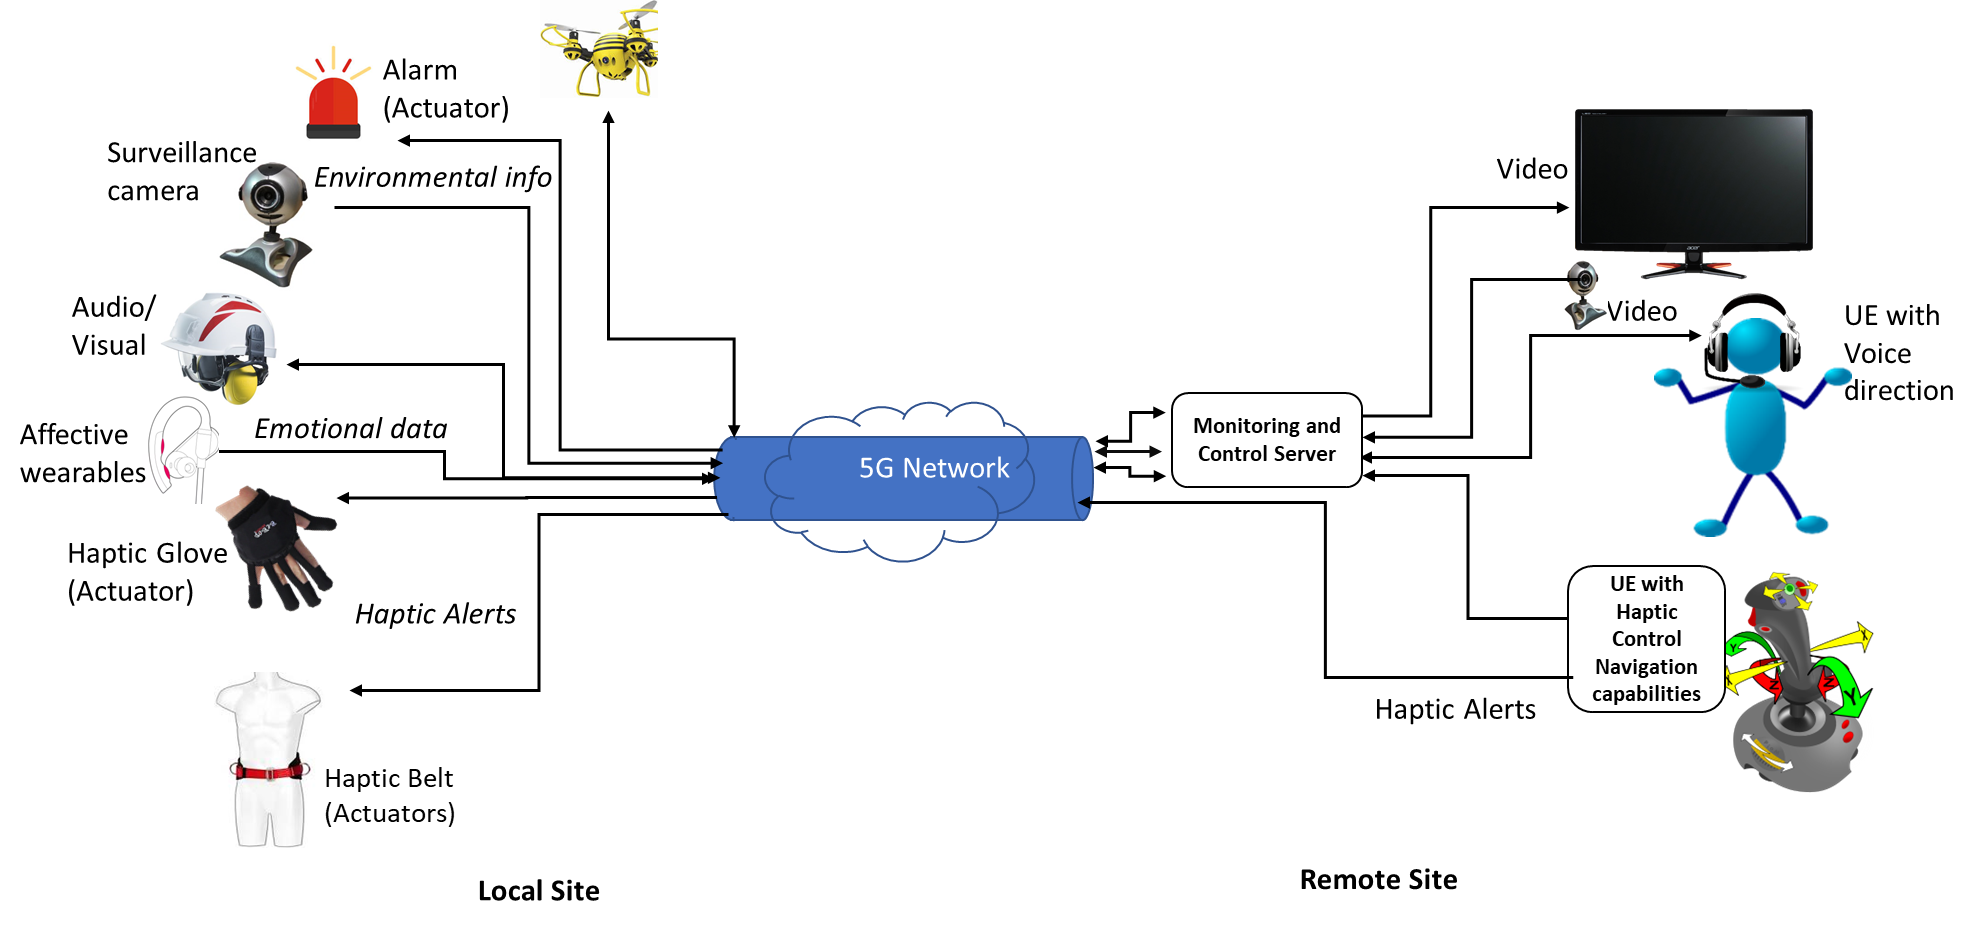 Alarm
(Actuator)
Surveillance
camera
Environmental info
Audio/
Visual
Affective
wearables
Emotional data
Haptic Glove
(Actuator)
Haptic Alerts
Haptic Belt
(Actuators)
Local Site
5G Network
Monitoring and
Control Server
Video
acer
Video
UE with
Voice
direction
UE with
Haptic
Control
Navigation
capabilities
X
Y
X
Z
Z
Y
Haptic Alerts
Remote Site